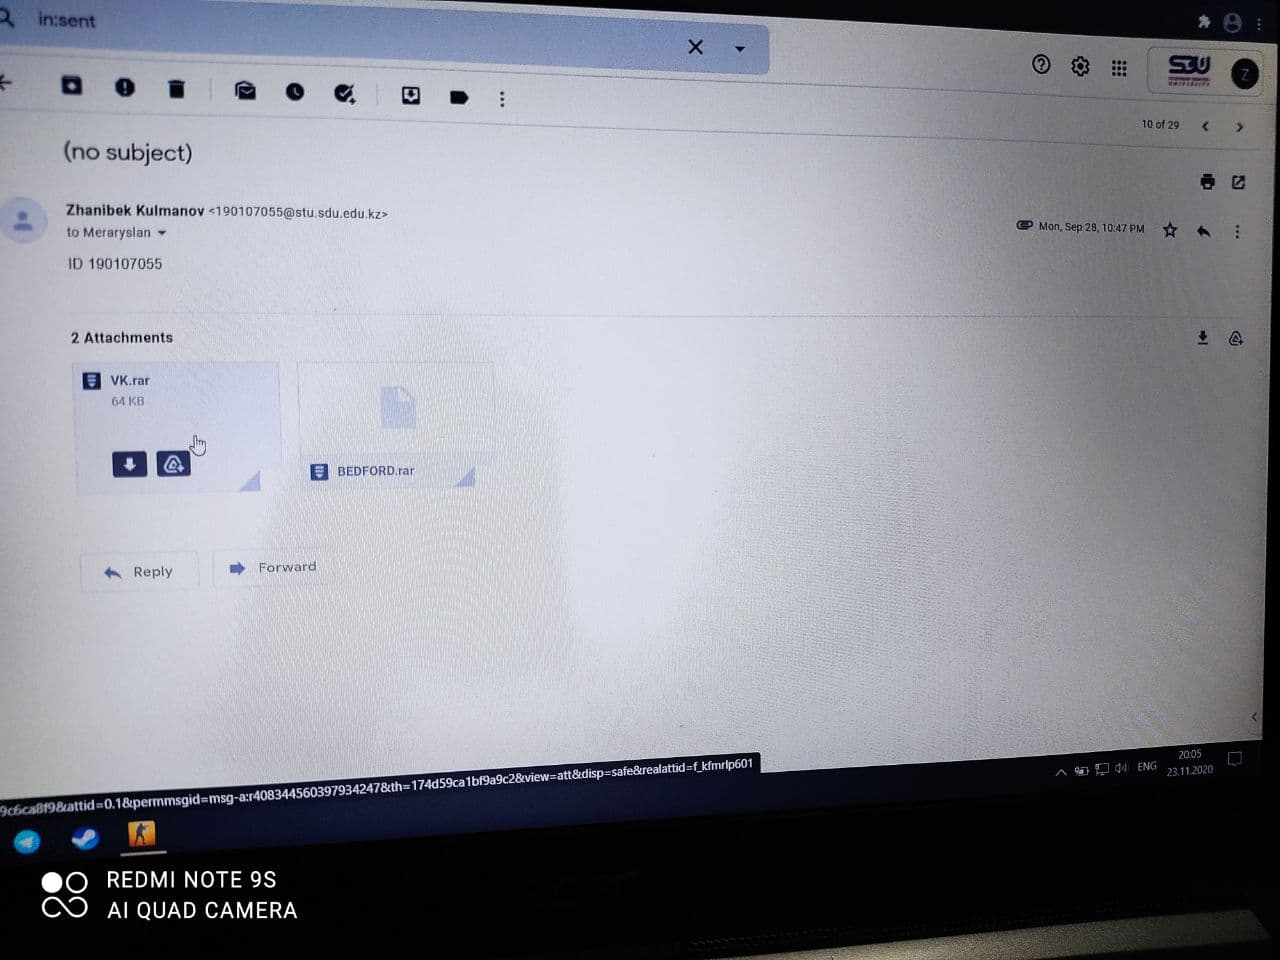 in:sent
SDU
Z
10 of 29
(no subject)
Zhanibek Kulmanov <190107055@stu.sdu.edu.kz>
Mon, Sep 28, 10:47 PM
to Meraryslan
ID 190107055
2 Attachments
VK.rar
64 KB
BEDFORD.rar
Reply
Forward
9c6ca8f9&attid=0.1&permmsgid=msg-a:r4083445603979342478&th=174d59ca1bf9a9c2&view=att&disp=safe&realattid=f_kfmrlp601
ENG
20:05
23.11.2020
REDMI NOTE 9S
AI QUAD CAMERA